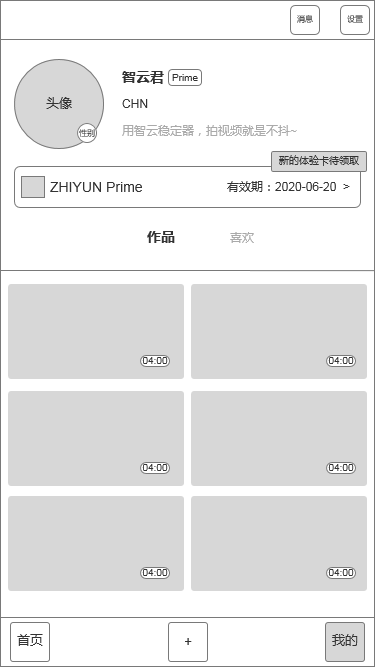 消息 设置
头像
性别
智云君 Prime
CHN
用智云稳定器，拍视频就是不抖~
新的体验卡待领取
ZHIYUN Prime 有效期：2020-06-20 >
作品 喜欢
04:00 04:00
04:00 04:00
04:00 04:00
首页 + 我的